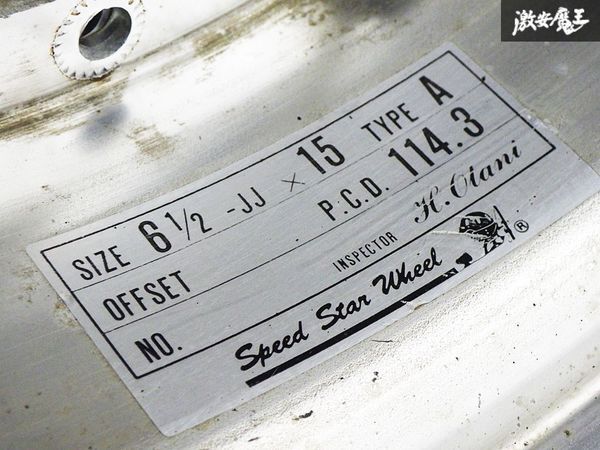 激安魔王
SIZE 6 1/2 -JJ × 15 TYPE A
OFFSET P.C.D. 114.3
NO. INSPECTOR H. Otani
Speed Star Wheel ®